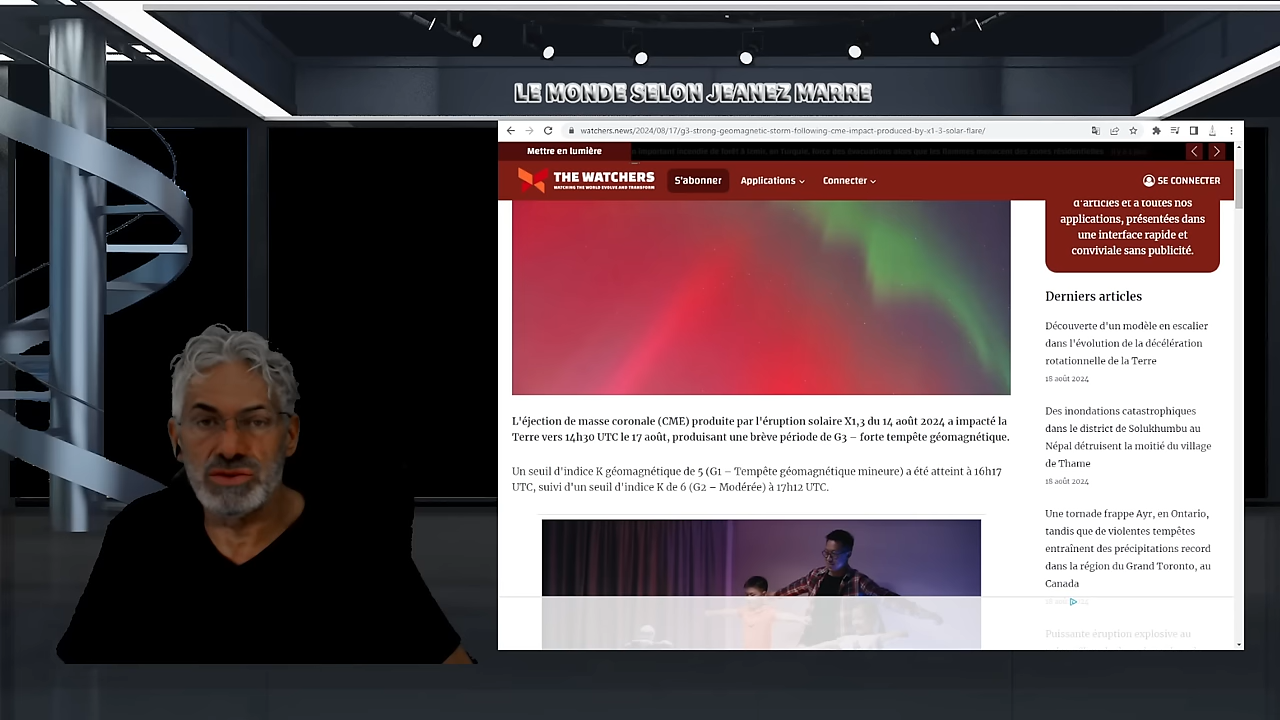 LE MONDE SELON JEANEZ MARRE
watchers.news/2024/08/17/g3-strong-geomagnetic-storm-following-cme-impact-produced-by-x1-3-solar-flare/
Mettre en lumière
THE WATCHERS
WATCHING THE WORLD EVOLVE AND TRANSFORM
S'abonner
Applications
Connecter
SE CONNECTER
d'articles et à toutes nos
applications, présentées dans
une interface rapide et
conviviale sans publicité.
L'éjection de masse coronale (CME) produite par l'éruption solaire X1,3 du 14 août 2024 a impacté la
Terre vers 14h30 UTC le 17 août, produisant une brève période de G3 – forte tempête géomagnétique.
Un seuil d'indice K géomagnétique de 5 (G1 – Tempête géomagnétique mineure) a été atteint à 16h17
UTC, suivi d'un seuil d'indice K de 6 (G2 – Modérée) à 17h12 UTC.
Derniers articles
Découverte d'un modèle en escalier
dans l'évolution de la décélération
rotationnelle de la Terre
18 août 2024
Des inondations catastrophiques
dans le district de Solukhumbu au
Népal détruisent la moitié du village
de Thame
18 août 2024
Une tornade frappe Ayr, en Ontario,
tandis que de violentes tempêtes
entraînent des précipitations record
dans la région du Grand Toronto, au
Canada
Puissante éruption explosive au